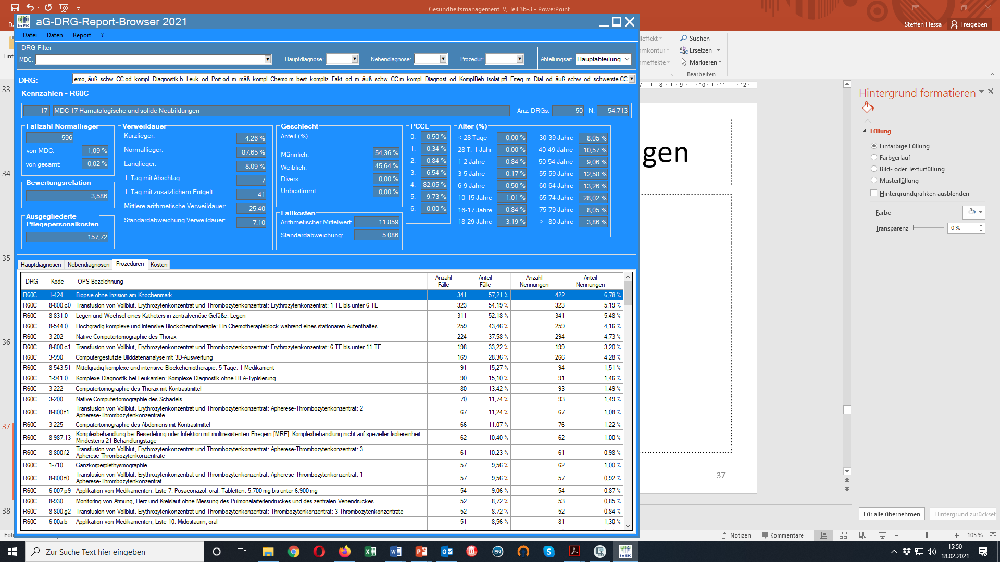 Gesundheitsmanagement IV, Teil 3b-3 - PowerPoint
Steffen Flessa
Freigeben
InEK
aG-DRG-Report-Browser 2021
Datei Daten Report ?
DRG-Filter
MDC: Hauptdiagnose: Nebendiagnose: Prozedur: Abteilungsart: Hauptabteilung
DRG: emo, äuß. schw. CC od. kompl. Diagnostik b. Leuk. od. Port od. m. mäß. kompl. Chemo m. best. kompliz. Fakt. od. m. äuß. schw. CC m. kompl. Diagnost. od. KomplBeh. isolat.pfl. Erreg. m. Dial. od. äuß. schw. od. schwerste CC
Kennzahlen - R60C
17 MDC 17 Hämatologische und solide Neubildungen Anz. DRGs: 50 N: 54.713
Fallzahl Normallieger
596
von MDC: 1,09 %
von gesamt: 0,02 %
Bewertungsrelation
3,586
Ausgegliederte
Pflegepersonalkosten
157,72
Verweildauer
Kurzlieger: 4,26 %
Normallieger: 87,65 %
Langlieger: 8,09 %
1. Tag mit Abschlag: 7
1. Tag mit zusätzlichem Entgelt: 41
Mittlere arithmetische Verweildauer: 25,40
Standardabweichung Verweildauer: 7,10
Geschlecht
Anteil (%)
Männlich: 54,36 %
Weiblich: 45,64 %
Divers: 0,00 %
Unbestimmt: 0,00 %
Fallkosten
Arithmetischer Mittelwert: 11.859
Standardabweichung: 5.086
PCCL
0: 0,50 %
1: 0,34 %
2: 0,84 %
3: 6,54 %
4: 82,05 %
5: 9,73 %
6: 0,00 %
Alter (%)
< 28 Tage 0,00 % 30-39 Jahre 8,05 %
28 T.-1 Jahr 0,00 % 40-49 Jahre 10,57 %
1-2 Jahre 0,84 % 50-54 Jahre 9,06 %
3-5 Jahre 0,17 % 55-59 Jahre 12,58 %
6-9 Jahre 0,50 % 60-64 Jahre 13,26 %
10-15 Jahre 1,01 % 65-74 Jahre 28,02 %
16-17 Jahre 0,84 % 75-79 Jahre 8,05 %
18-29 Jahre 3,19 % >= 80 Jahre 3,86 %
Hauptdiagnosen Nebendiagnosen Prozeduren Kosten
DRG Kode OPS-Bezeichnung Anzahl Fälle Anteil Fälle Anzahl Nennungen Anteil Nennungen
R60C 1-424 Biopsie ohne Inzision am Knochenmark 341 57,21 % 422 6,78 %
R60C 8-800.c0 Transfusion von Vollblut, Erythrozytenkonzentrat und Thrombozytenkonzentrat: Erythrozytenkonzentrat: 1 TE bis unter 6 TE 323 54,19 % 323 5,19 %
R60C 8-831.0 Legen und Wechsel eines Katheters in zentralvenöse Gefäße: Legen 311 52,18 % 341 5,48 %
R60C 8-544.0 Hochgradig komplexe und intensive Blockchemotherapie: Ein Chemotherapieblock während eines stationären Aufenthaltes 259 43,46 % 259 4,16 %
R60C 3-202 Native Computertomographie des Thorax 224 37,58 % 294 4,73 %
R60C 8-800.c1 Transfusion von Vollblut, Erythrozytenkonzentrat und Thrombozytenkonzentrat: Erythrozytenkonzentrat: 6 TE bis unter 11 TE 198 33,22 % 199 3,20 %
R60C 3-990 Computergestützte Bilddatenanalyse mit 3D-Auswertung 169 28,36 % 266 4,28 %
R60C 8-543.51 Mittelgradig komplexe und intensive Blockchemotherapie: 5 Tage: 1 Medikament 91 15,27 % 94 1,51 %
R60C 1-941.0 Komplexe Diagnostik bei Leukämien: Komplexe Diagnostik ohne HLA-Typisierung 90 15,10 % 91 1,46 %
R60C 3-222 Computertomographie des Thorax mit Kontrastmittel 80 13,42 % 93 1,49 %
R60C 3-200 Native Computertomographie des Schädels 70 11,74 % 93 1,49 %
R60C 8-800.f1 Transfusion von Vollblut, Erythrozytenkonzentrat und Thrombozytenkonzentrat: Apherese-Thrombozytenkonzentrat: 2
Apherese-Thrombozytenkonzentrate 67 11,24 % 67 1,08 %
R60C 3-225 Computertomographie des Abdomens mit Kontrastmittel 66 11,07 % 76 1,22 %
R60C 8-987.13 Komplexbehandlung bei Besiedelung oder Infektion mit multiresistenten Erregern [MRE]: Komplexbehandlung nicht auf spezieller Isoliereinheit:
Mindestens 21 Behandlungstage 62 10,40 % 62 1,00 %
R60C 8-800.f2 Transfusion von Vollblut, Erythrozytenkonzentrat und Thrombozytenkonzentrat: Apherese-Thrombozytenkonzentrat: 3
Apherese-Thrombozytenkonzentrate 61 10,23 % 61 0,98 %
R60C 1-710 Ganzkörperplethysmographie 57 9,56 % 62 1,00 %
R60C 8-800.f0 Transfusion von Vollblut, Erythrozytenkonzentrat und Thrombozytenkonzentrat: Apherese-Thrombozytenkonzentrat: 1
Apherese-Thrombozytenkonzentrat 57 9,56 % 57 0,92 %
R60C 6-007.p9 Applikation von Medikamenten, Liste 7: Posaconazol, oral, Tabletten: 5.700 mg bis unter 6.900 mg 54 9,06 % 54 0,87 %
R60C 8-930 Monitoring von Atmung, Herz und Kreislauf ohne Messung des Pulmonalarteriendruckes und des zentralen Venendruckes 52 8,72 % 53 0,85 %
R60C 8-800.g2 Transfusion von Vollblut, Erythrozytenkonzentrat und Thrombozytenkonzentrat: Thrombozytenkonzentrat: 3 Thrombozytenkonzentrate 52 8,72 % 52 0,84 %
R60C 6-00a.b Applikation von Medikamenten, Liste 10: Midostaurin, oral 51 8,56 % 81 1,30 %
Einf
33
34
35
36
37
38
leffekt
rmkontur
rmeffekte
Suchen
Ersetzen
Markieren
Bearbeiten
7 8 9 10 11 12
ugen
37
Hintergrund formatieren
Füllung
Einfarbige Füllung
Farbverlauf
Bild- oder Texturfüllung
Musterfüllung
Hintergrundgrafiken ausblenden
Farbe
Transparenz 0 %
Für alle übernehmen Hintergrund zurückset
Foli
Notizen Kommentare 105 %
Zur Suche Text hier eingeben
EN
InEK
15:50
18.02.2021